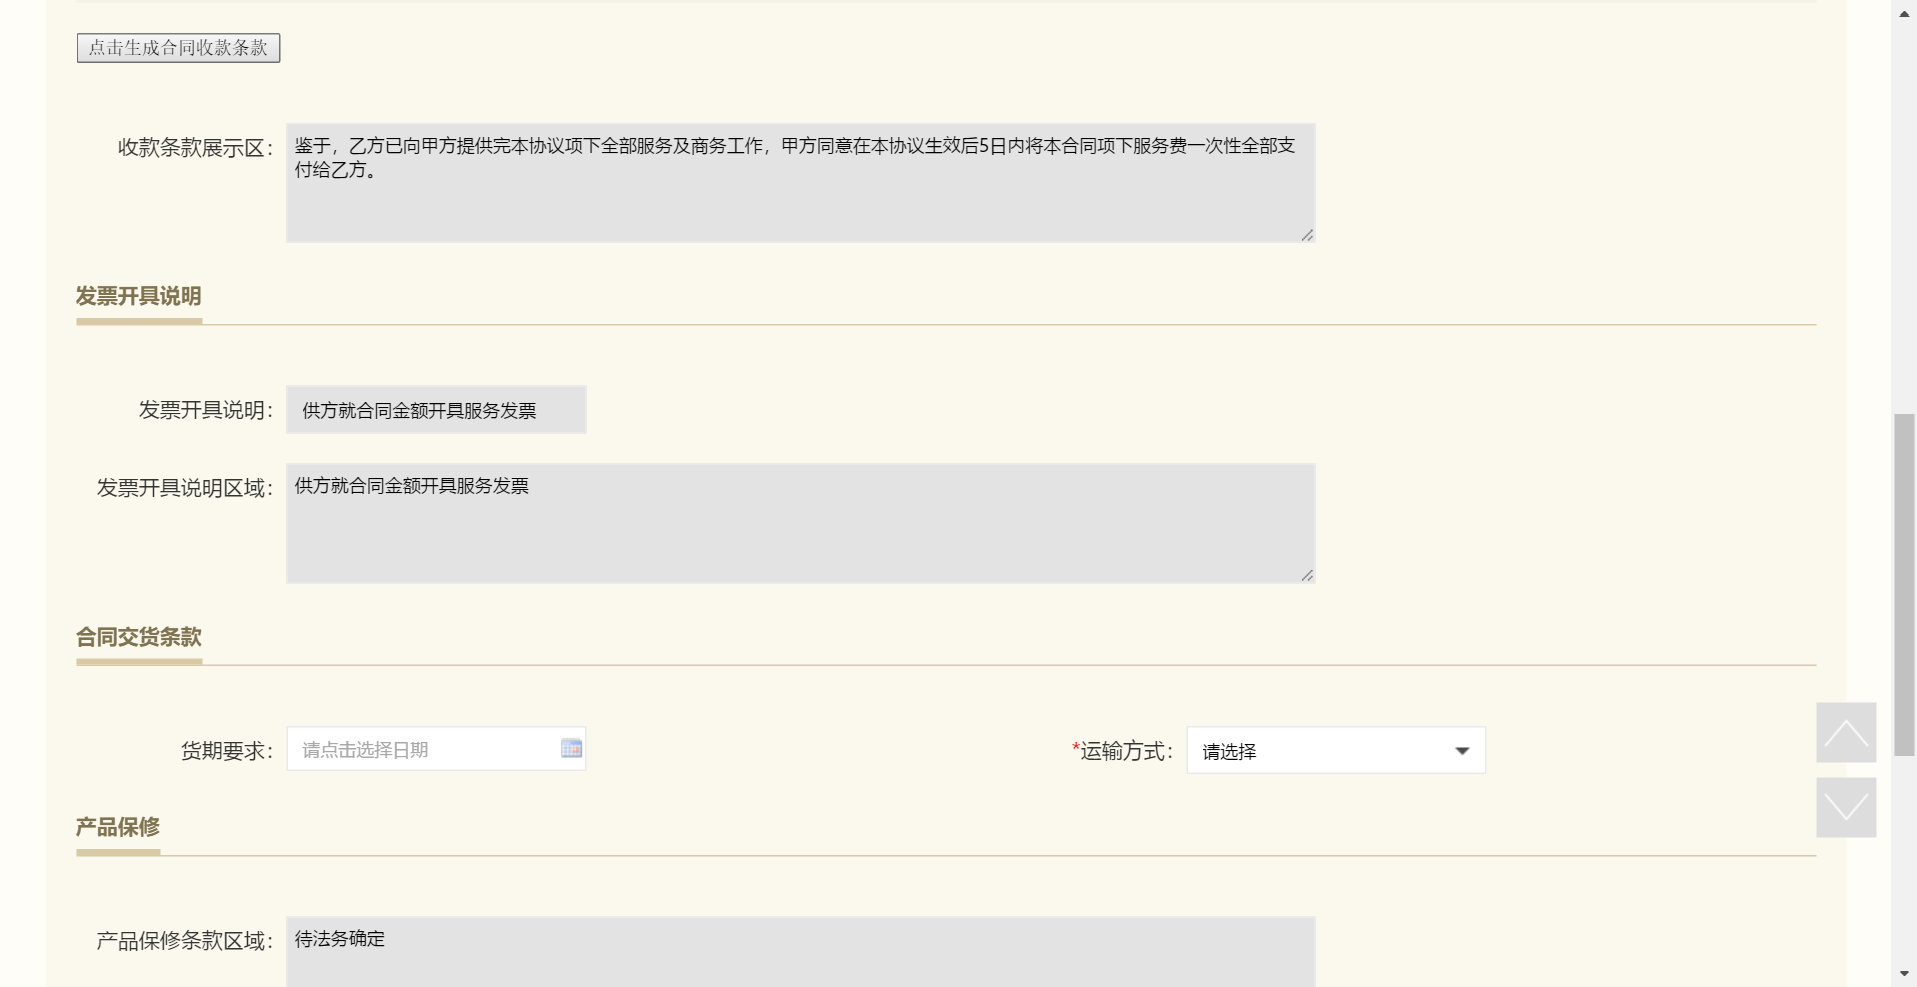 点击生成合同收款条款
收款条款展示区：
鉴于，乙方已向甲方提供完本协议项下全部服务及商务工作，甲方同意在本协议生效后5日内将本合同项下服务费一次性全部支
付给乙方。
发票开具说明
发票开具说明：
供方就合同金额开具服务发票
发票开具说明区域：
供方就合同金额开具服务发票
合同交货条款
货期要求：
请点击选择日期
*运输方式：
请选择
产品保修
产品保修条款区域：
待法务确定